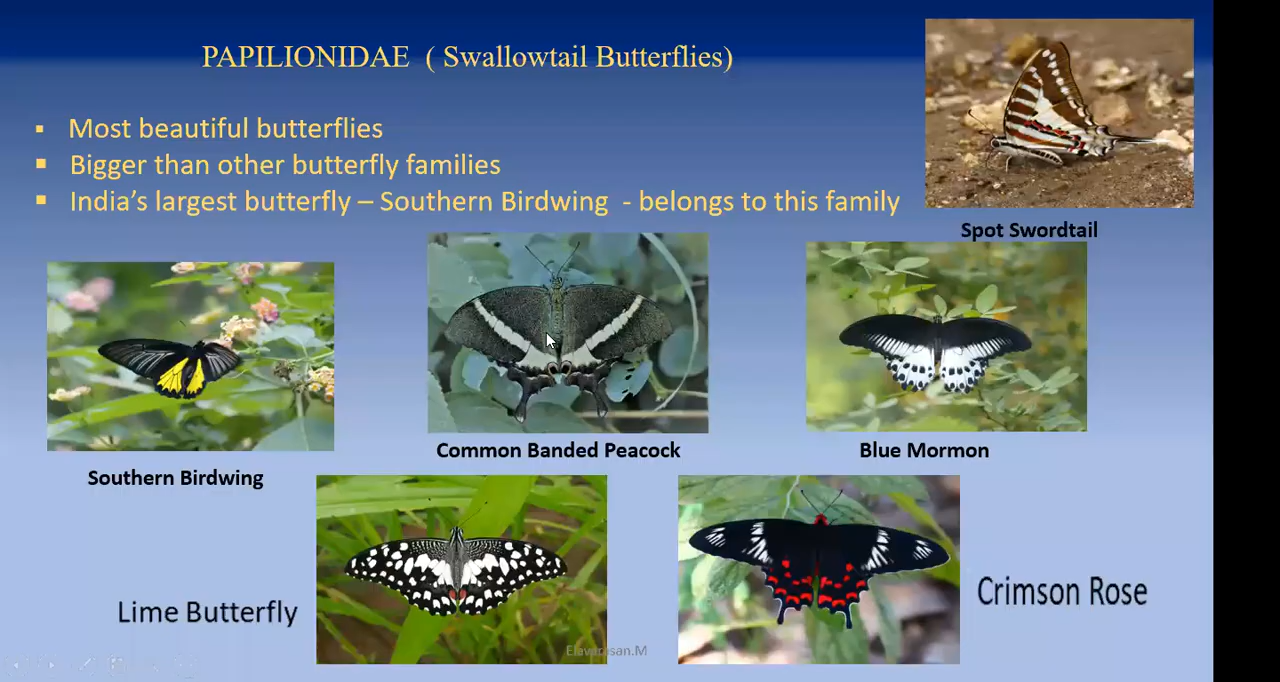 PAPILIONIDAE ( Swallowtail Butterflies)
Most beautiful butterflies
Bigger than other butterfly families
India’s largest butterfly – Southern Birdwing - belongs to this family
Spot Swordtail
Southern Birdwing
Common Banded Peacock
Blue Mormon
Lime Butterfly
Crimson Rose
Elavarasan.M